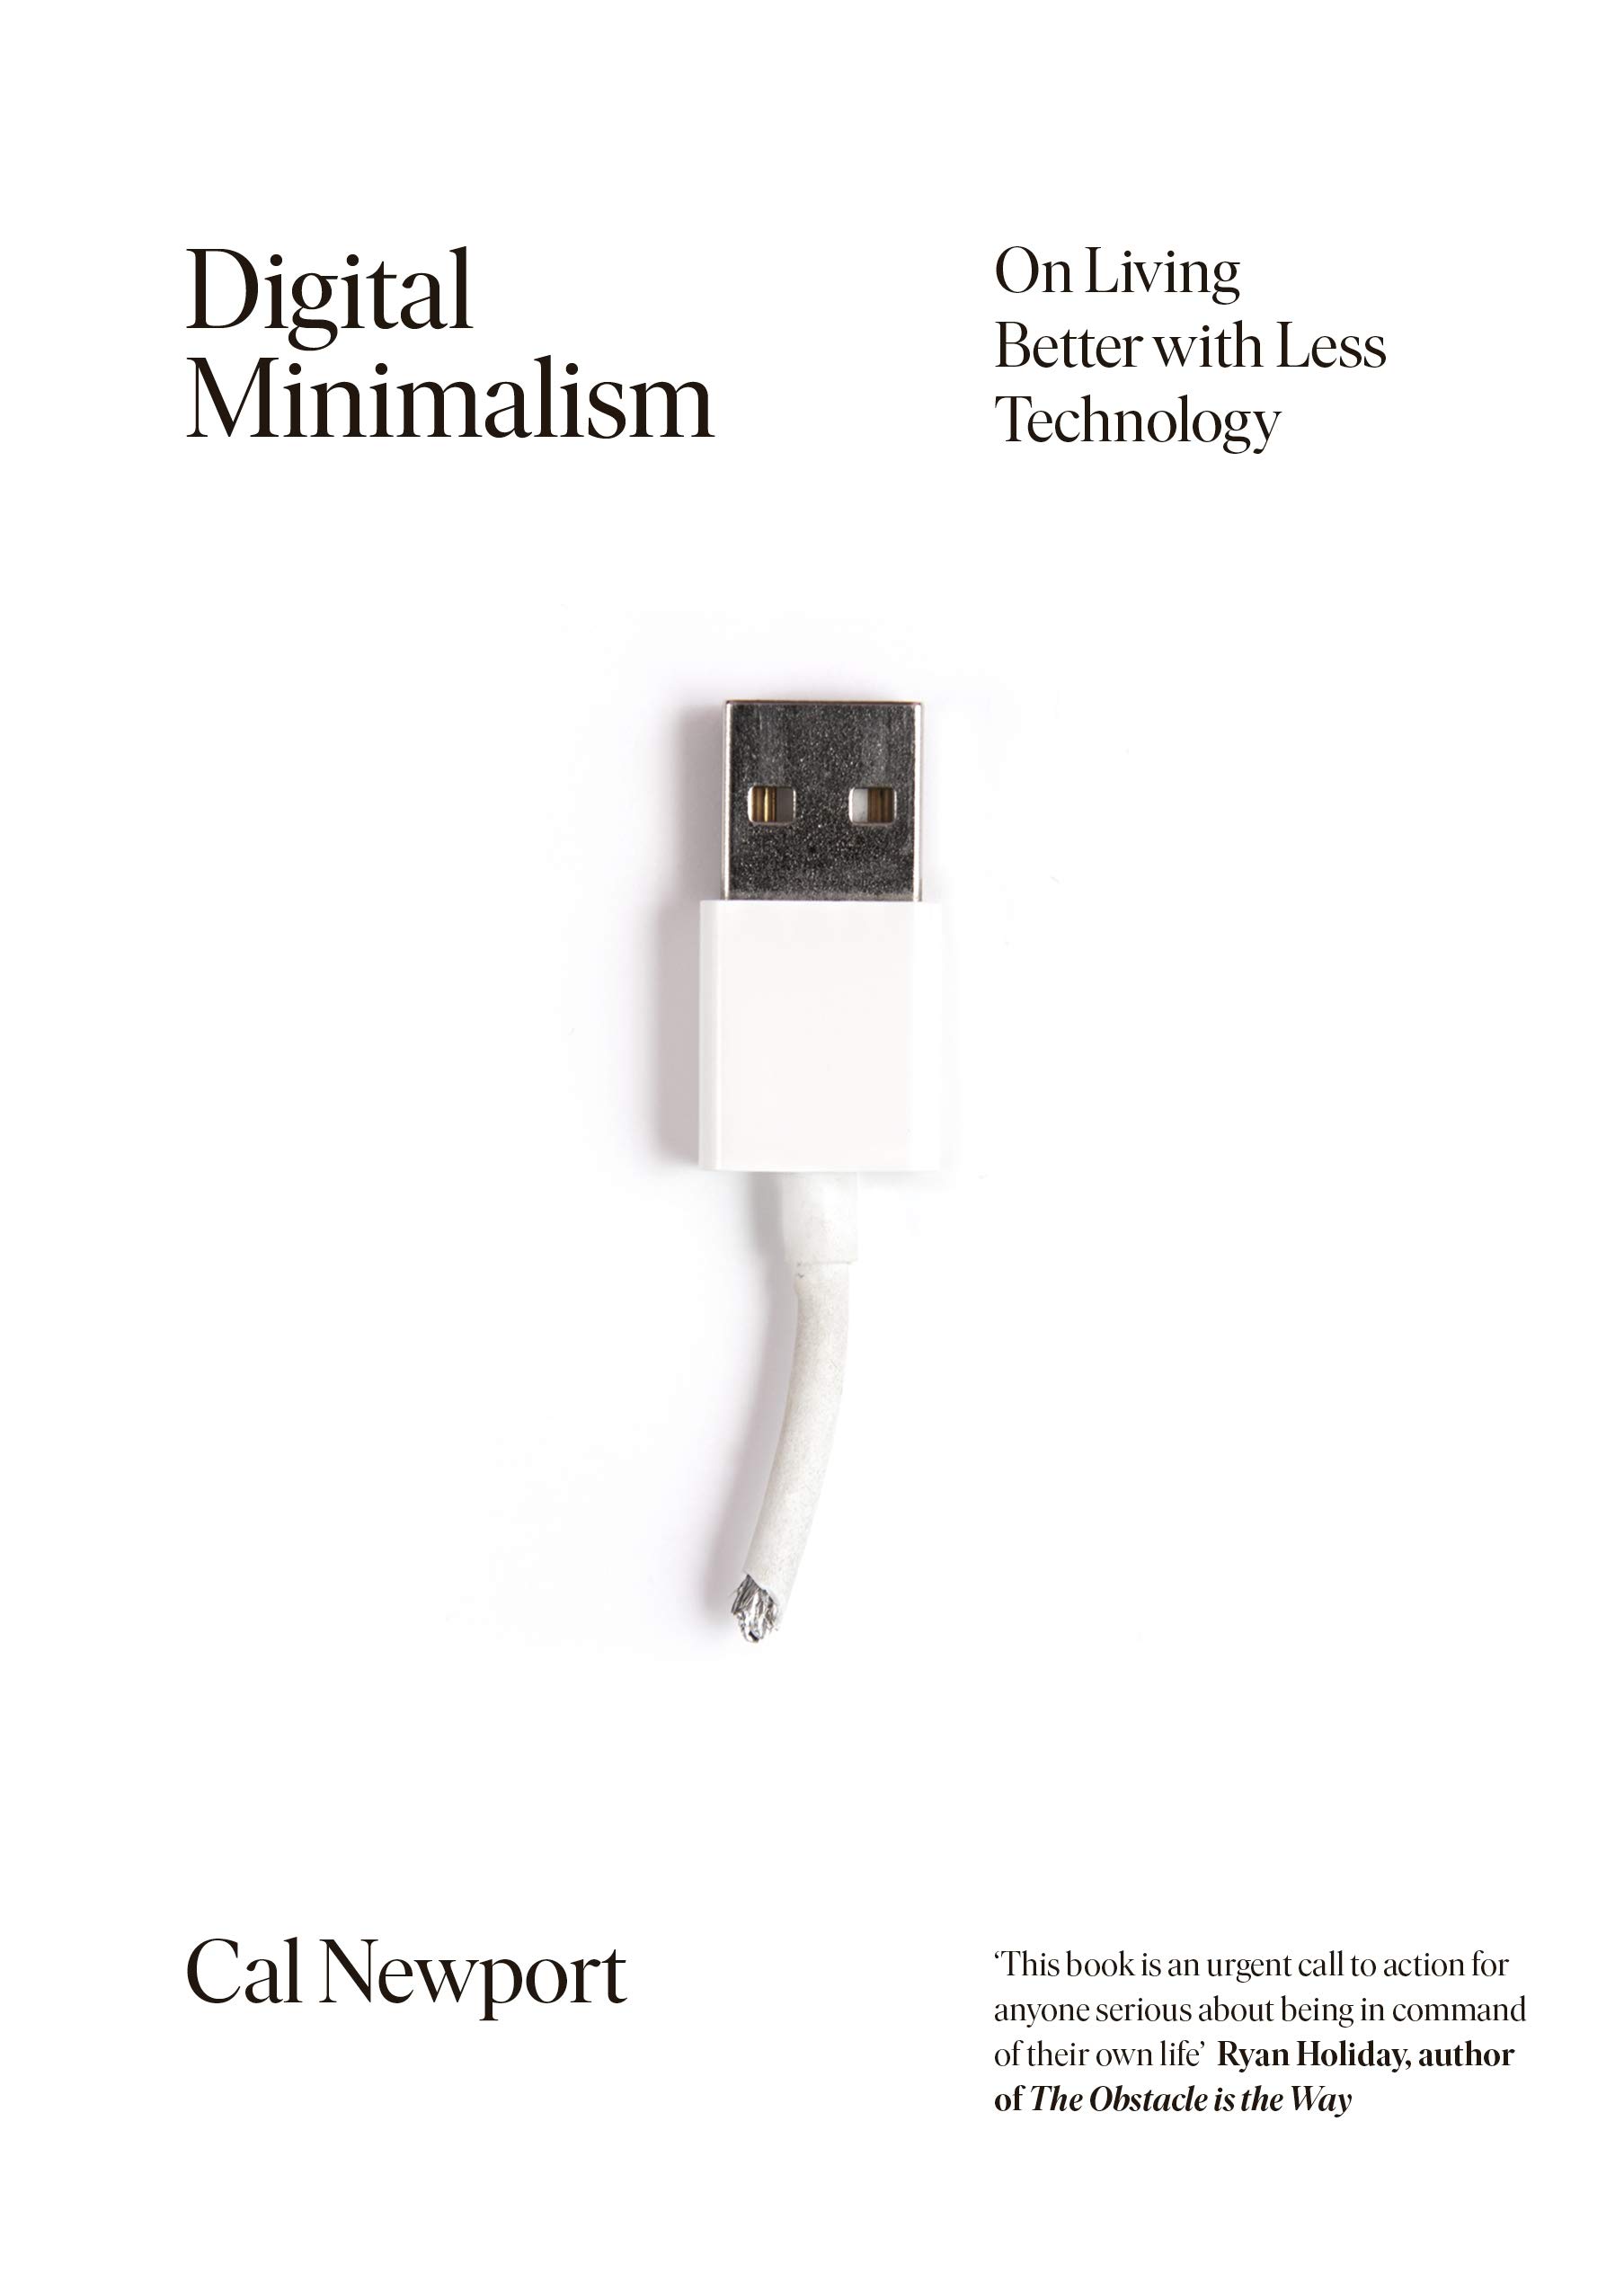 Digital
Minimalism
On Living
Better with Less
Technology
Cal Newport
‘This book is an urgent call to action for
anyone serious about being in command
of their own life’ Ryan Holiday, author
of The Obstacle is the Way